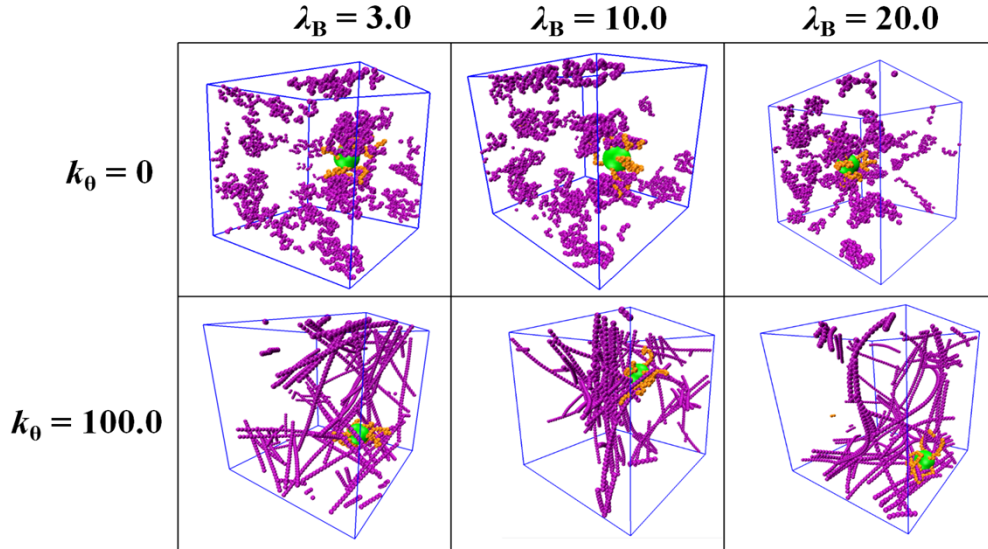 λB = 3.0
λB = 10.0
λB = 20.0
kθ = 0
kθ = 100.0